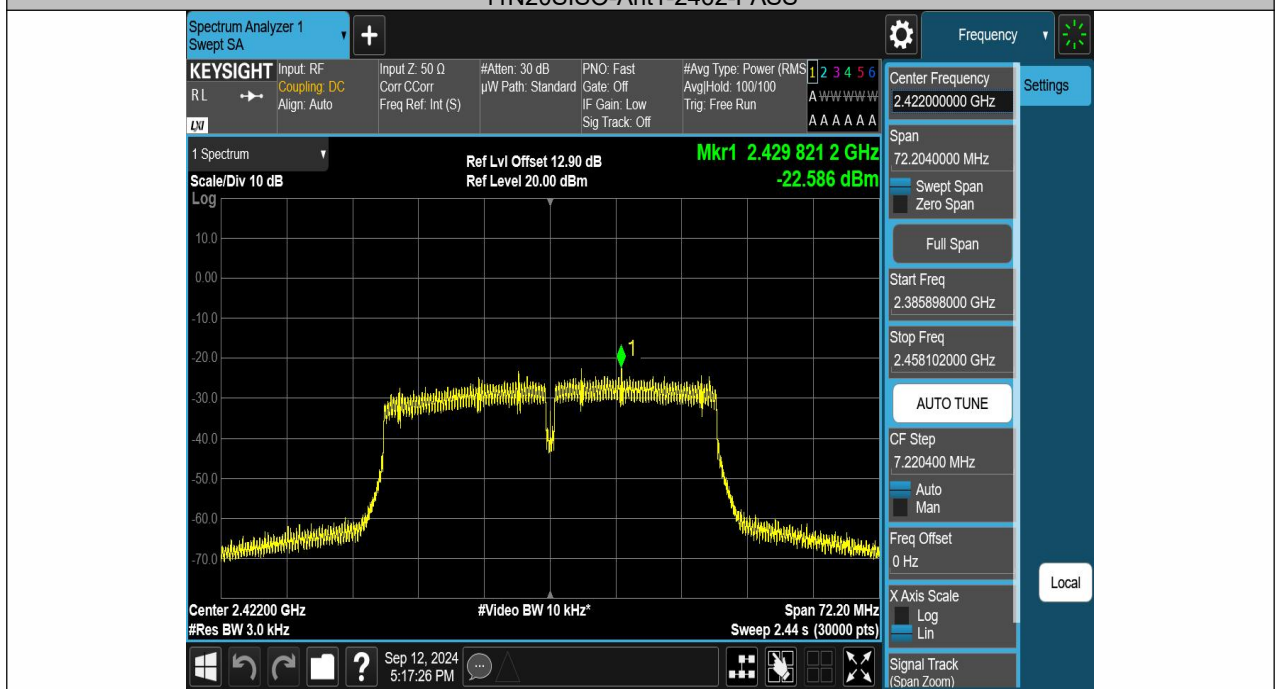 Spectrum Analyzer 1
Swept SA
+
Frequency
KEYSIGHT
RL
LXI
Input: RF
Coupling: DC
Align: Auto
Input Z: 50 Ω
Corr CCorr
Freq Ref: Int (S)
#Atten: 30 dB
µW Path: Standard
PNO: Fast
Gate: Off
IF Gain: Low
Sig Track: Off
#Avg Type: Power (RMS
Avg|Hold: 100/100
Trig: Free Run
1 2 3 4 5 6
A W W W W W
A A A A A A
1 Spectrum
Scale/Div 10 dB
Log
Ref Lvl Offset 12.90 dB
Ref Level 20.00 dBm
Mkr1 2.429 821 2 GHz
-22.586 dBm
10.0
0.00
-10.0
-20.0
-30.0
-40.0
-50.0
-60.0
-70.0
1
Center 2.42200 GHz
#Res BW 3.0 kHz
#Video BW 10 kHz*
Span 72.20 MHz
Sweep 2.44 s (30000 pts)
Center Frequency
2.422000000 GHz
Settings
Span
72.2040000 MHz
Swept Span
Zero Span
Full Span
Start Freq
2.385898000 GHz
Stop Freq
2.458102000 GHz
AUTO TUNE
CF Step
7.220400 MHz
Auto
Man
Freq Offset
0 Hz
X Axis Scale
Log
Lin
Local
Signal Track
(Span Zoom)
?
Sep 12, 2024
5:17:26 PM